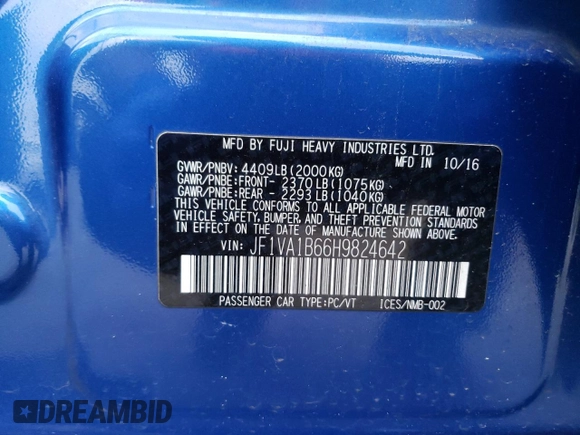 MFD BY FUJI HEAVY INDUSTRIES LTD.
MFD IN 10/16
GVWR/PNBV: 4409LB(2000KG)
GAWR/PNBE:FRONT- 2370LB(1075KG)
GAWR/PNBE:REAR - 2293LB(1040KG)
THIS VEHICLE CONFORMS TO ALL APPLICABLE FEDERAL MOTOR
VEHICLE SAFETY, BUMPER, AND THEFT PREVENTION STANDARDS
IN EFFECT ON THE DATE OF MANUFACTURE SHOWN ABOVE.
VIN: JF1VA1B66H9824642
PASSENGER CAR TYPE:PC/VT ICES/NMB-002
DREAMBID